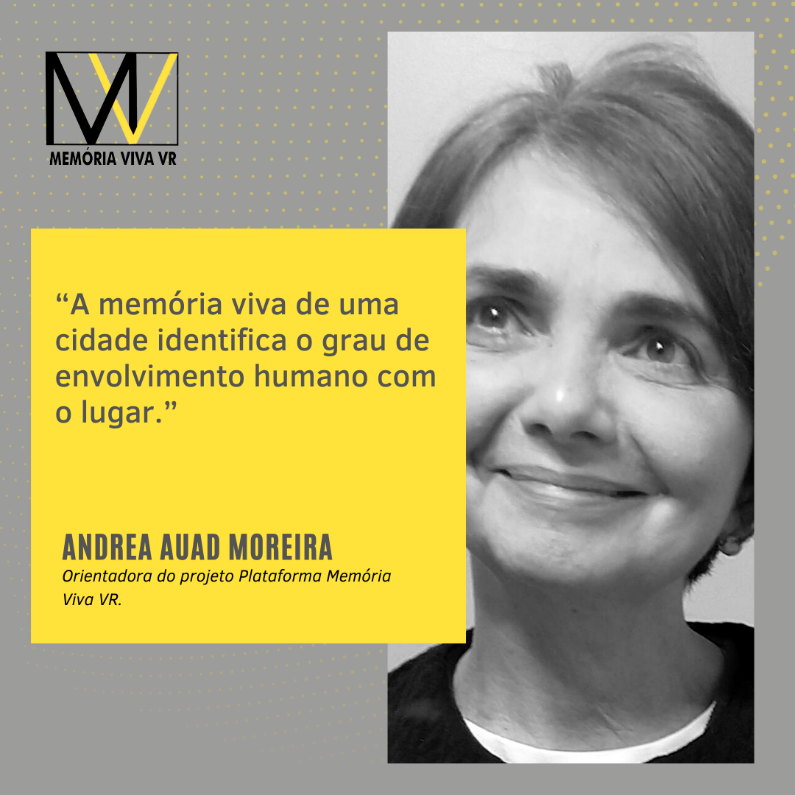 MV
MEMÓRIA VIVA VR
“A memória viva de uma
cidade identifica o grau de
envolvimento humano com
o lugar.”
ANDREA AUAD MOREIRA
Orientadora do projeto Plataforma Memória
Viva VR.